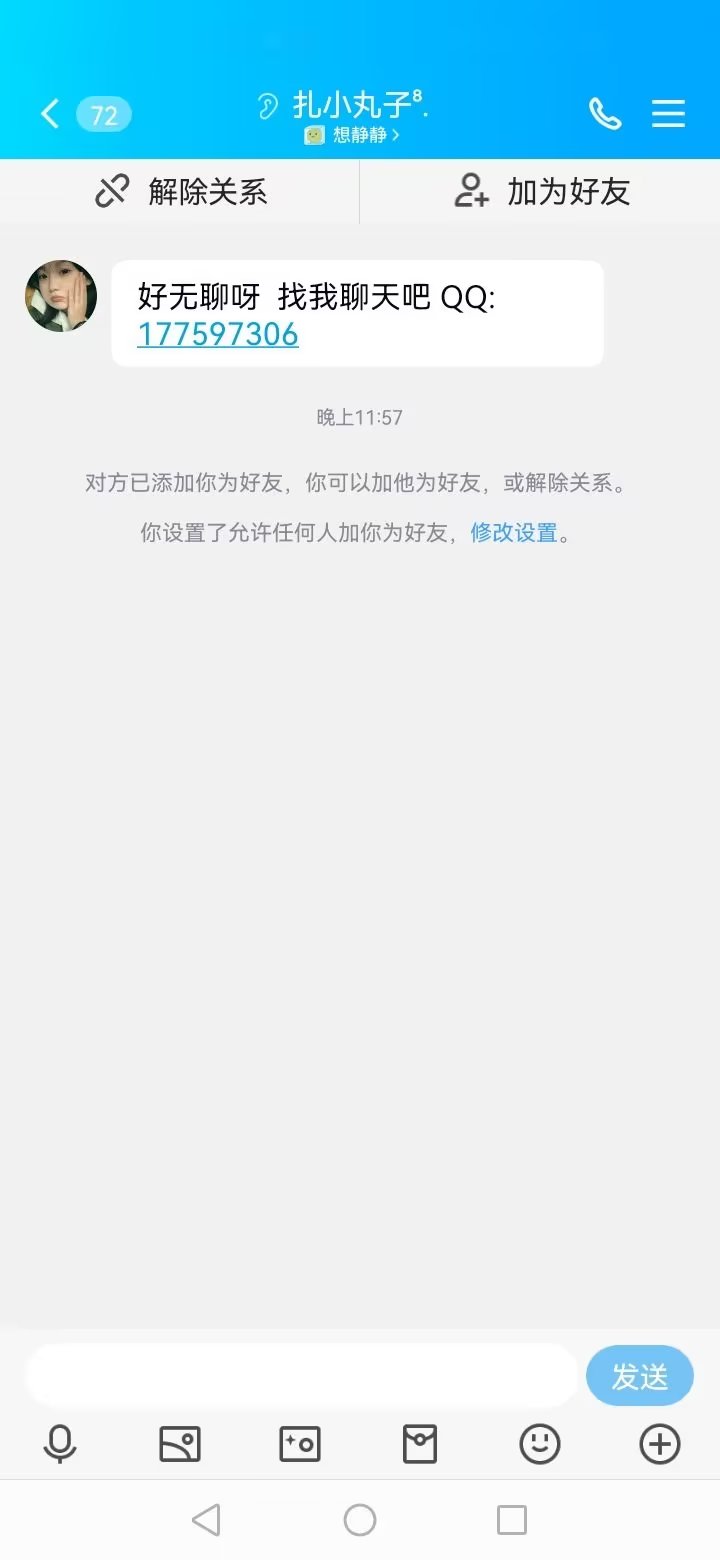 72
扎小丸子⁸.
想静静
解除关系
加为好友
好无聊呀 找我聊天吧 QQ:
177597306
晚上11:57
对方已添加你为好友，你可以加他为好友，或解除关系。
你设置了允许任何人加你为好友，修改设置。
发送